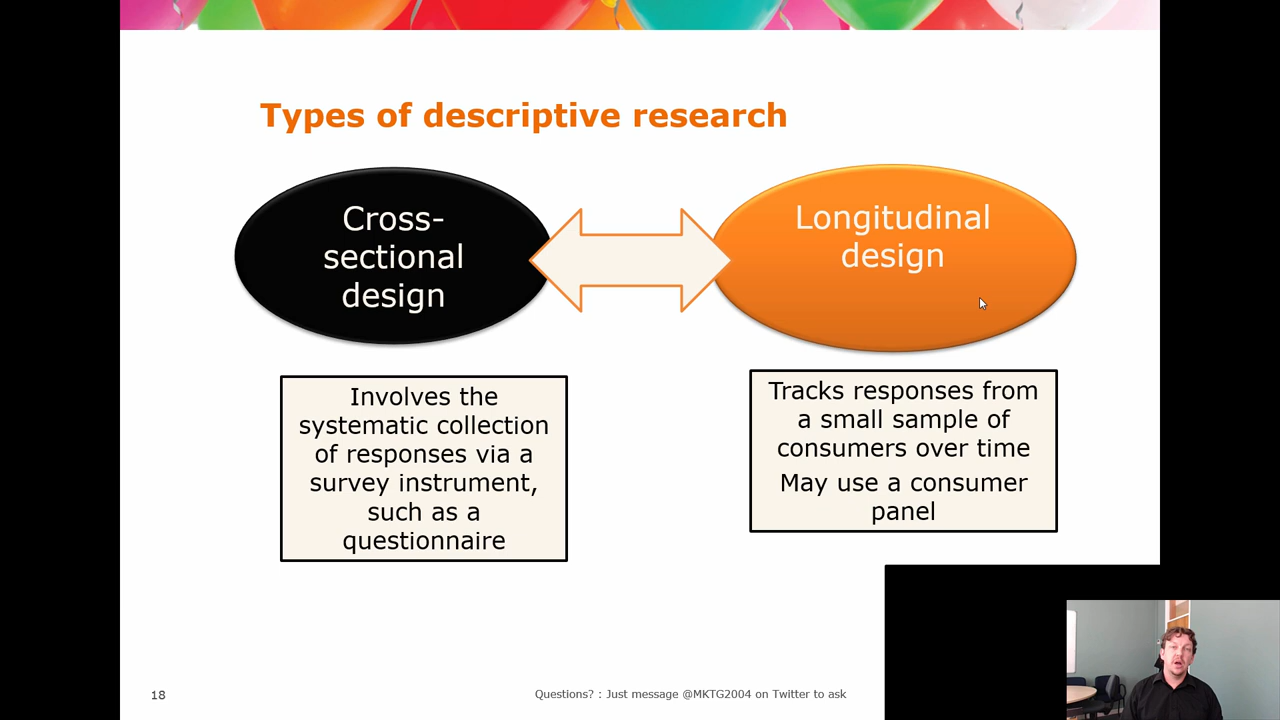 Types of descriptive research
Cross-
sectional
design
Longitudinal
design
Involves the
systematic collection
of responses via a
survey instrument,
such as a
questionnaire
Tracks responses from
a small sample of
consumers over time
May use a consumer
panel
18
Questions? : Just message @MKTG2004 on Twitter to ask